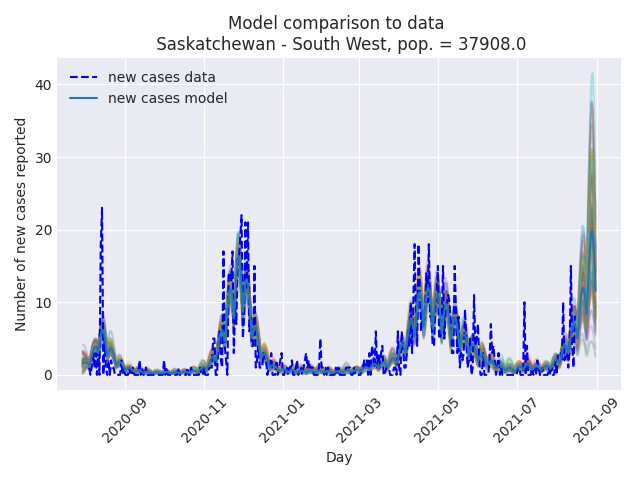 Model comparison to data
Saskatchewan - South West, pop. = 37908.0
new cases data
new cases model
Number of new cases reported
40
30
20
10
0
2020-09
2020-11
2021-01
2021-03
2021-05
2021-07
2021-09
Day